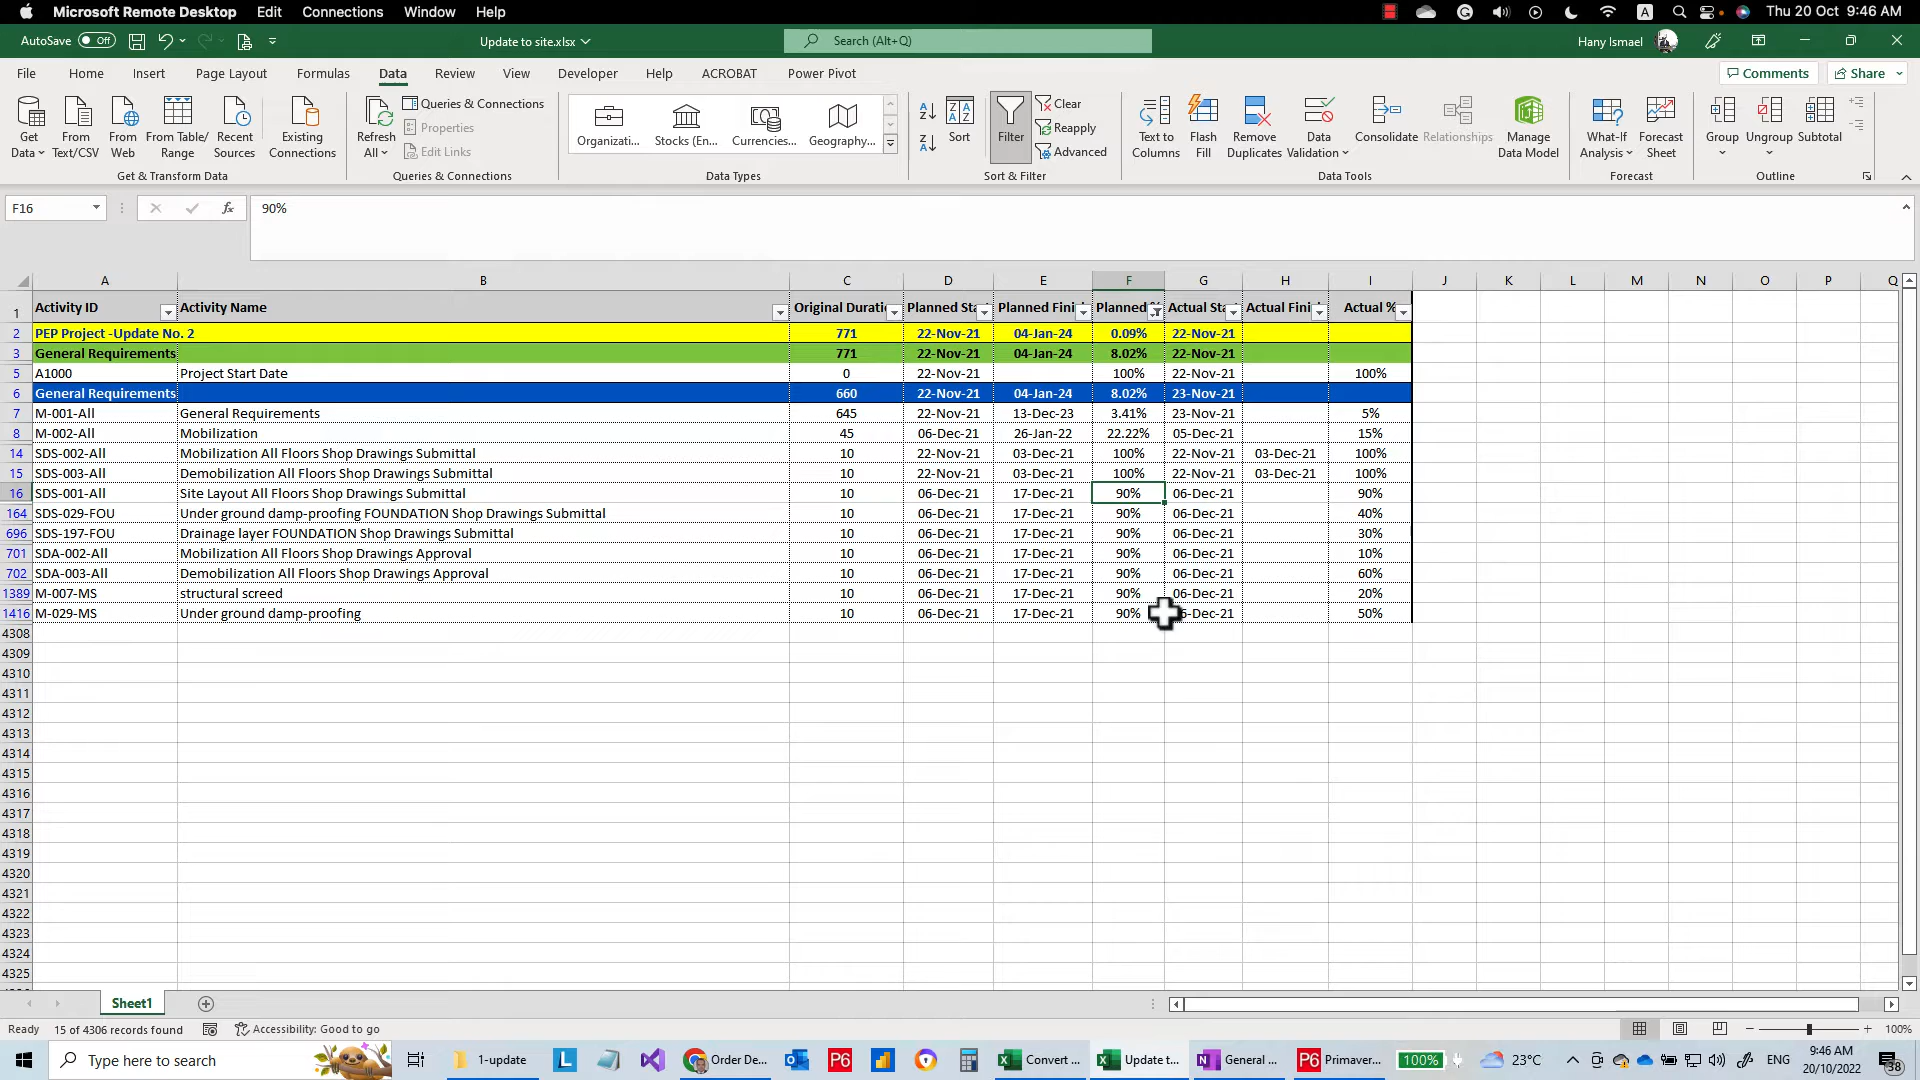 Microsoft Remote Desktop Edit Connections Window Help A Thu 20 Oct 9:46 AM
AutoSave Off Update to site.xlsx Search (Alt+Q) Hany Ismael
File Home Insert Page Layout Formulas Data Review View Developer Help ACROBAT Power Pivot Comments Share
Get Data From Text/CSV From Web From Table/ Range Recent Sources Existing Connections Refresh All Queries & Connections Properties Edit Links Organizati... Stocks (En... Currencies... Geography... Sort Filter Clear Reapply Advanced Text to Columns Flash Fill Remove Duplicates Data Validation Consolidate Relationships Manage Data Model What-If Analysis Forecast Sheet Group Ungroup Subtotal
Get & Transform Data Queries & Connections Data Types Sort & Filter Data Tools Forecast Outline
F16 fx 90%
A B C D E F G H I J K L M N O P Q
1 Activity ID Activity Name Original Durati Planned Sta Planned Fini Planned % Actual Sta Actual Fini Actual %
2 PEP Project -Update No. 2 771 22-Nov-21 04-Jan-24 0.09% 22-Nov-21
3 General Requirements 771 22-Nov-21 04-Jan-24 8.02% 22-Nov-21
5 A1000 Project Start Date 0 22-Nov-21 100% 22-Nov-21 100%
6 General Requirements 660 22-Nov-21 04-Jan-24 8.02% 23-Nov-21
7 M-001-All General Requirements 645 22-Nov-21 13-Dec-23 3.41% 23-Nov-21 5%
8 M-002-All Mobilization 45 06-Dec-21 26-Jan-22 22.22% 05-Dec-21 15%
14 SDS-002-All Mobilization All Floors Shop Drawings Submittal 10 22-Nov-21 03-Dec-21 100% 22-Nov-21 03-Dec-21 100%
15 SDS-003-All Demobilization All Floors Shop Drawings Submittal 10 22-Nov-21 03-Dec-21 100% 22-Nov-21 03-Dec-21 100%
16 SDS-001-All Site Layout All Floors Shop Drawings Submittal 10 06-Dec-21 17-Dec-21 90% 06-Dec-21 90%
164 SDS-029-FOU Under ground damp-proofing FOUNDATION Shop Drawings Submittal 10 06-Dec-21 17-Dec-21 90% 06-Dec-21 40%
696 SDS-197-FOU Drainage layer FOUNDATION Shop Drawings Submittal 10 06-Dec-21 17-Dec-21 90% 06-Dec-21 30%
701 SDA-002-All Mobilization All Floors Shop Drawings Approval 10 06-Dec-21 17-Dec-21 90% 06-Dec-21 10%
702 SDA-003-All Demobilization All Floors Shop Drawings Approval 10 06-Dec-21 17-Dec-21 90% 06-Dec-21 60%
1389 M-007-MS structural screed 10 06-Dec-21 17-Dec-21 90% 06-Dec-21 20%
1416 M-029-MS Under ground damp-proofing 10 06-Dec-21 17-Dec-21 90% -Dec-21 50%
4308
4309
4310
4311
4312
4313
4314
4315
4316
4317
4318
4319
4320
4321
4322
4323
4324
4325
Sheet1
Ready 15 of 4306 records found Accessibility: Good to go 100%
Type here to search 1-update L Order De... P6 Convert ... Update t... General ... P6 Primaver... 100% 23°C ENG 9:46 AM
20/10/2022 38